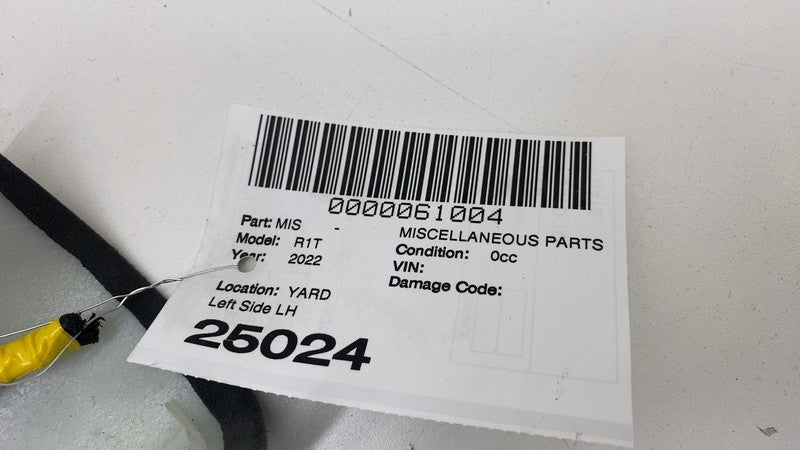 0000061004
Part: MIS - MISCELLANEOUS PARTS
Model: R1T Condition: 0cc
Year: 2022 VIN:
Damage Code:
Location: YARD
Left Side LH
25024